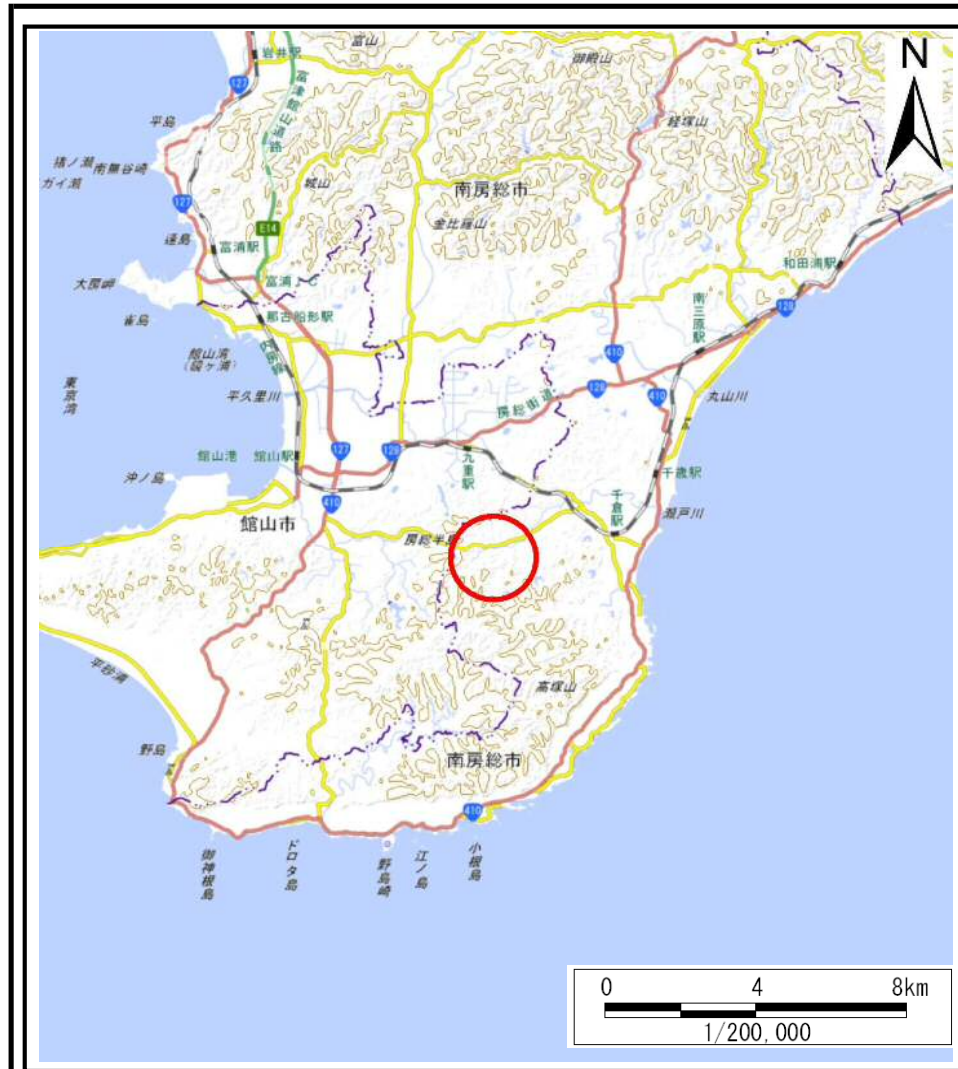 富山
御殿山
N
岩井駅
127
富津館山道路
平島
経塚山
猪ノ瀬
南無谷崎
ガイ瀬
城山
南房総市
127
金比羅山
E14
達島
富浦駅
和田浦駅
大房岬
富浦IC
128
雀島
那古船形駅
南三原駅
館山湾
(鏡ケ浦)
内房線
410
東京湾
128
410
丸山川
平久里川
房総街道
127
128
館山港
館山駅
九重駅
千歳駅
沖ノ島
410
千倉駅
瀬戸川
館山市
房総半島
平砂浦
高塚山
野島
南房総市
410
御神根島
ドロタ島
野島崎
江ノ島
小根島
0 4 8km
1/200,000